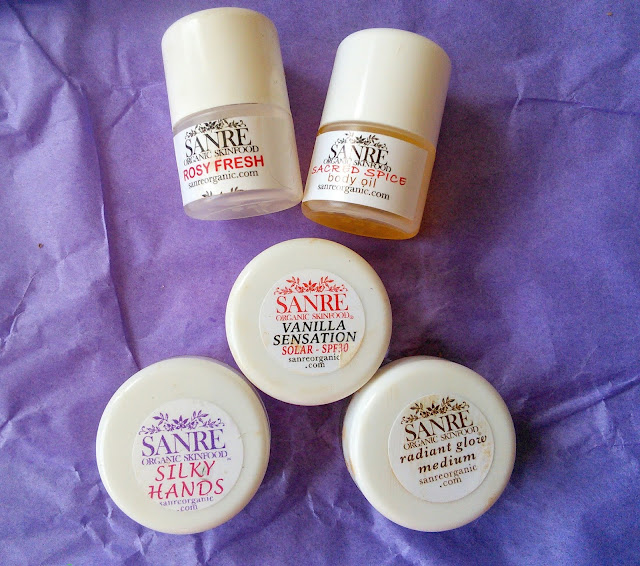 SANRE
ORGANIC SKINFOOD
ROSY FRESH
sanreorganic.com
SANRE
ORGANIC SKINFOOD
SACRED SPICE
body oil
sanreorganic.com
SANRE
ORGANIC SKINFOOD®
VANILLA
SENSATION
SOLAR - SPF30
sanreorganic
.com
SANRE
ORGANIC SKINFOOD
SILKY
HANDS
sanreorganic
.com
SANRE
ORGANIC SKINFOOD
radiant glow
medium
sanreorganic
.com